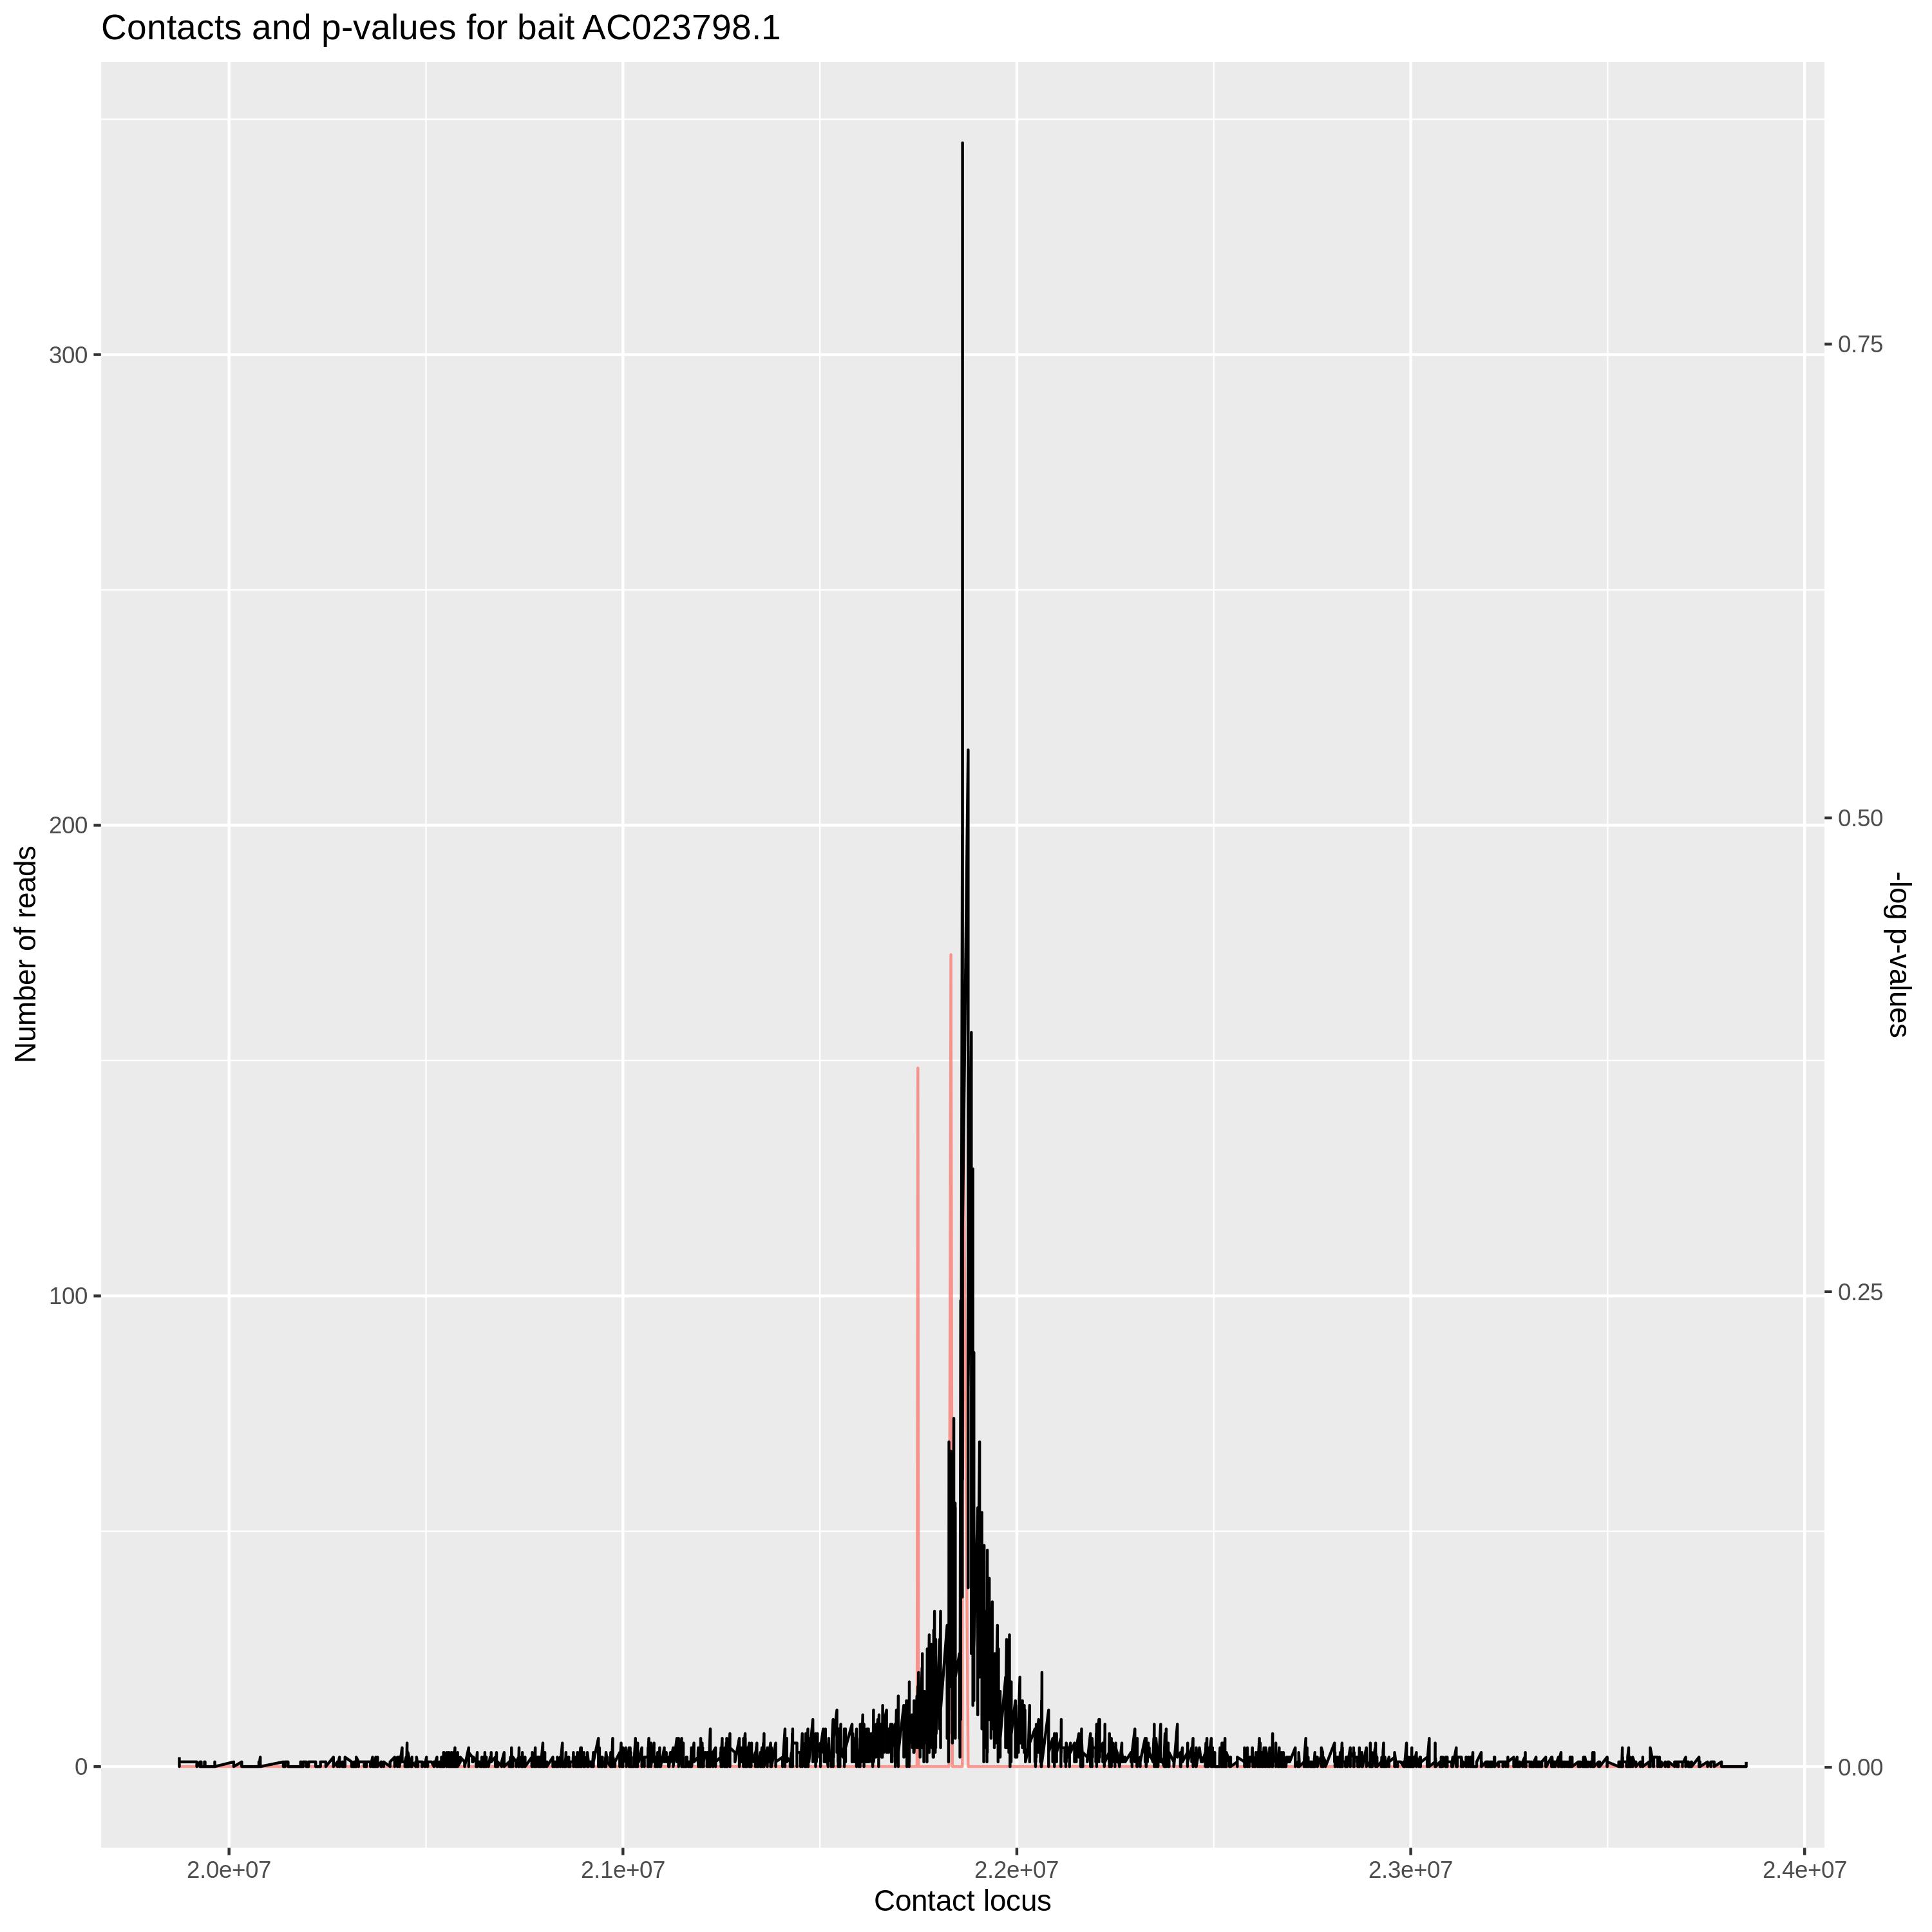 Contacts and p-values for bait AC023798.1
300
200
100
0
Number of reads
0.75
0.50
0.25
0.00
-log p-values
2.0e+07
2.1e+07
2.2e+07
2.3e+07
2.4e+07
Contact locus